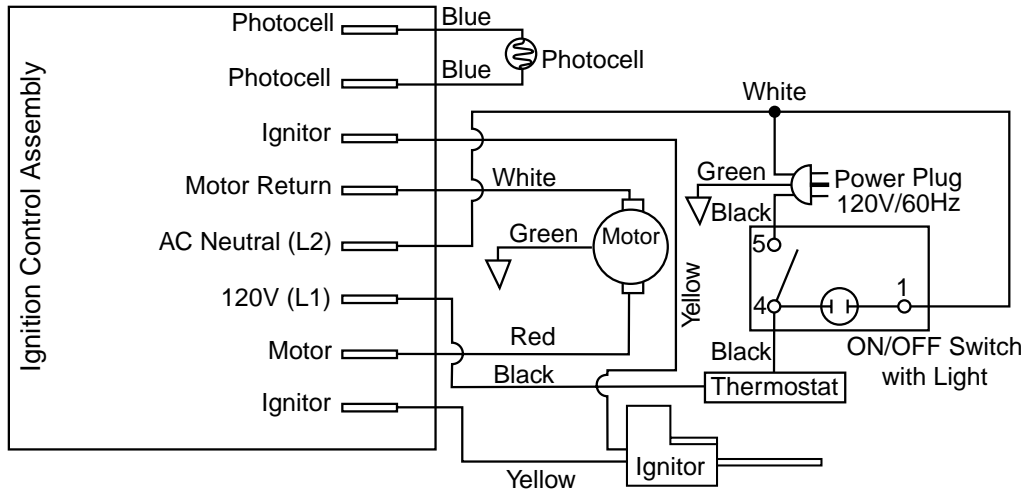 Ignition Control Assembly
Photocell
Blue
Photocell
Photocell
Blue
Ignitor
White
Motor Return
White
Green
Power Plug
120V/60Hz
Black
AC Neutral (L2)
Green
Motor
5
120V (L1)
Yellow
4
1
Motor
Red
Black
ON/OFF Switch
with Light
Black
Thermostat
Ignitor
Yellow
Ignitor